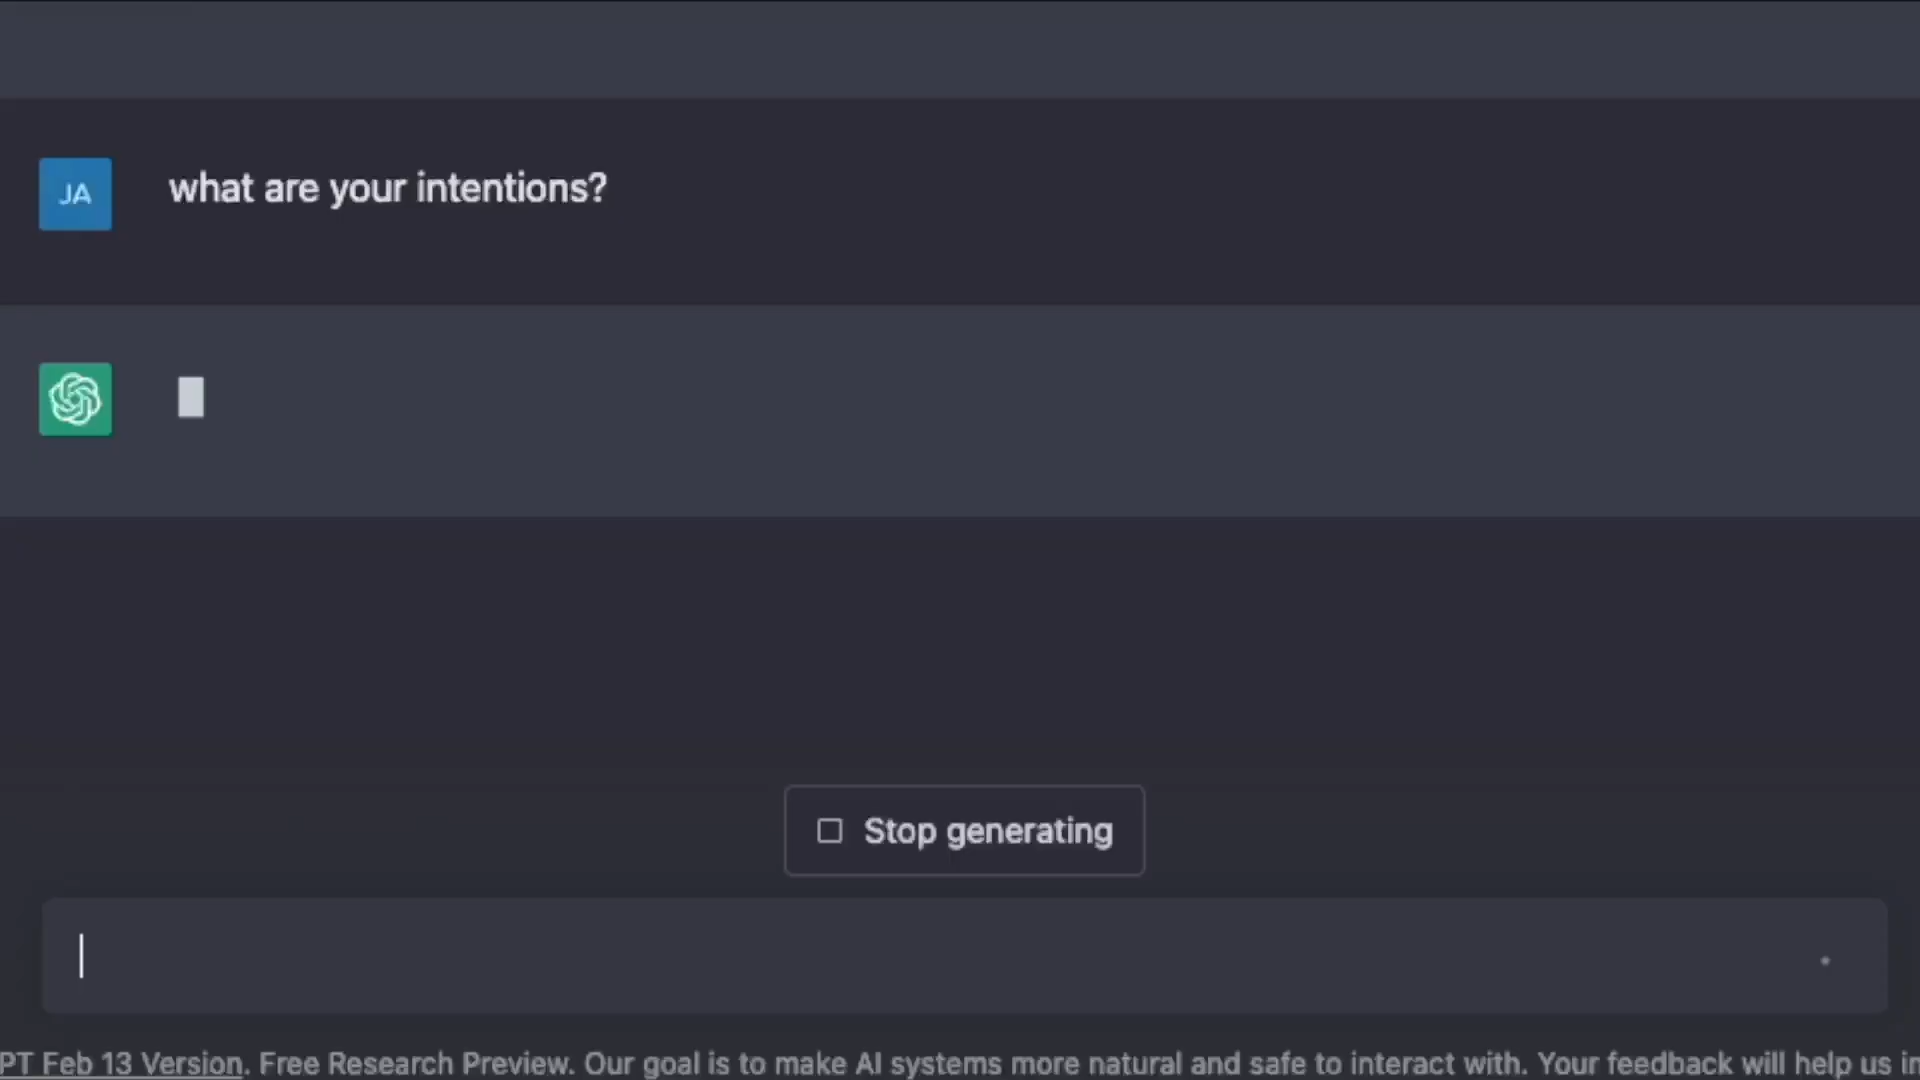 JA
what are your intentions?
Stop generating
PT Feb 13 Version. Free Research Preview. Our goal is to make AI systems more natural and safe to interact with. Your feedback will help us